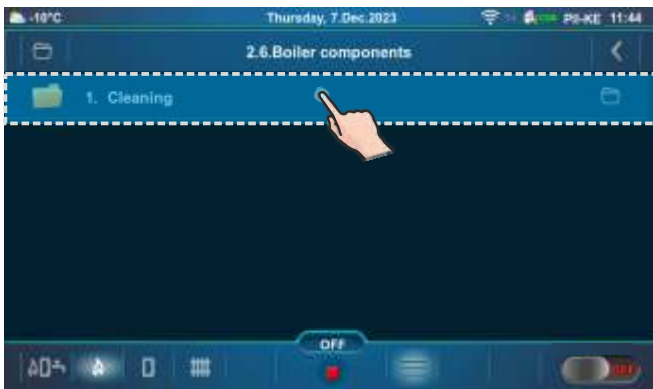 -10°C Thursday, 7.Dec.2023 PII-KE 11:44
2.6.Boiler components
1. Cleaning
OFF
OFF